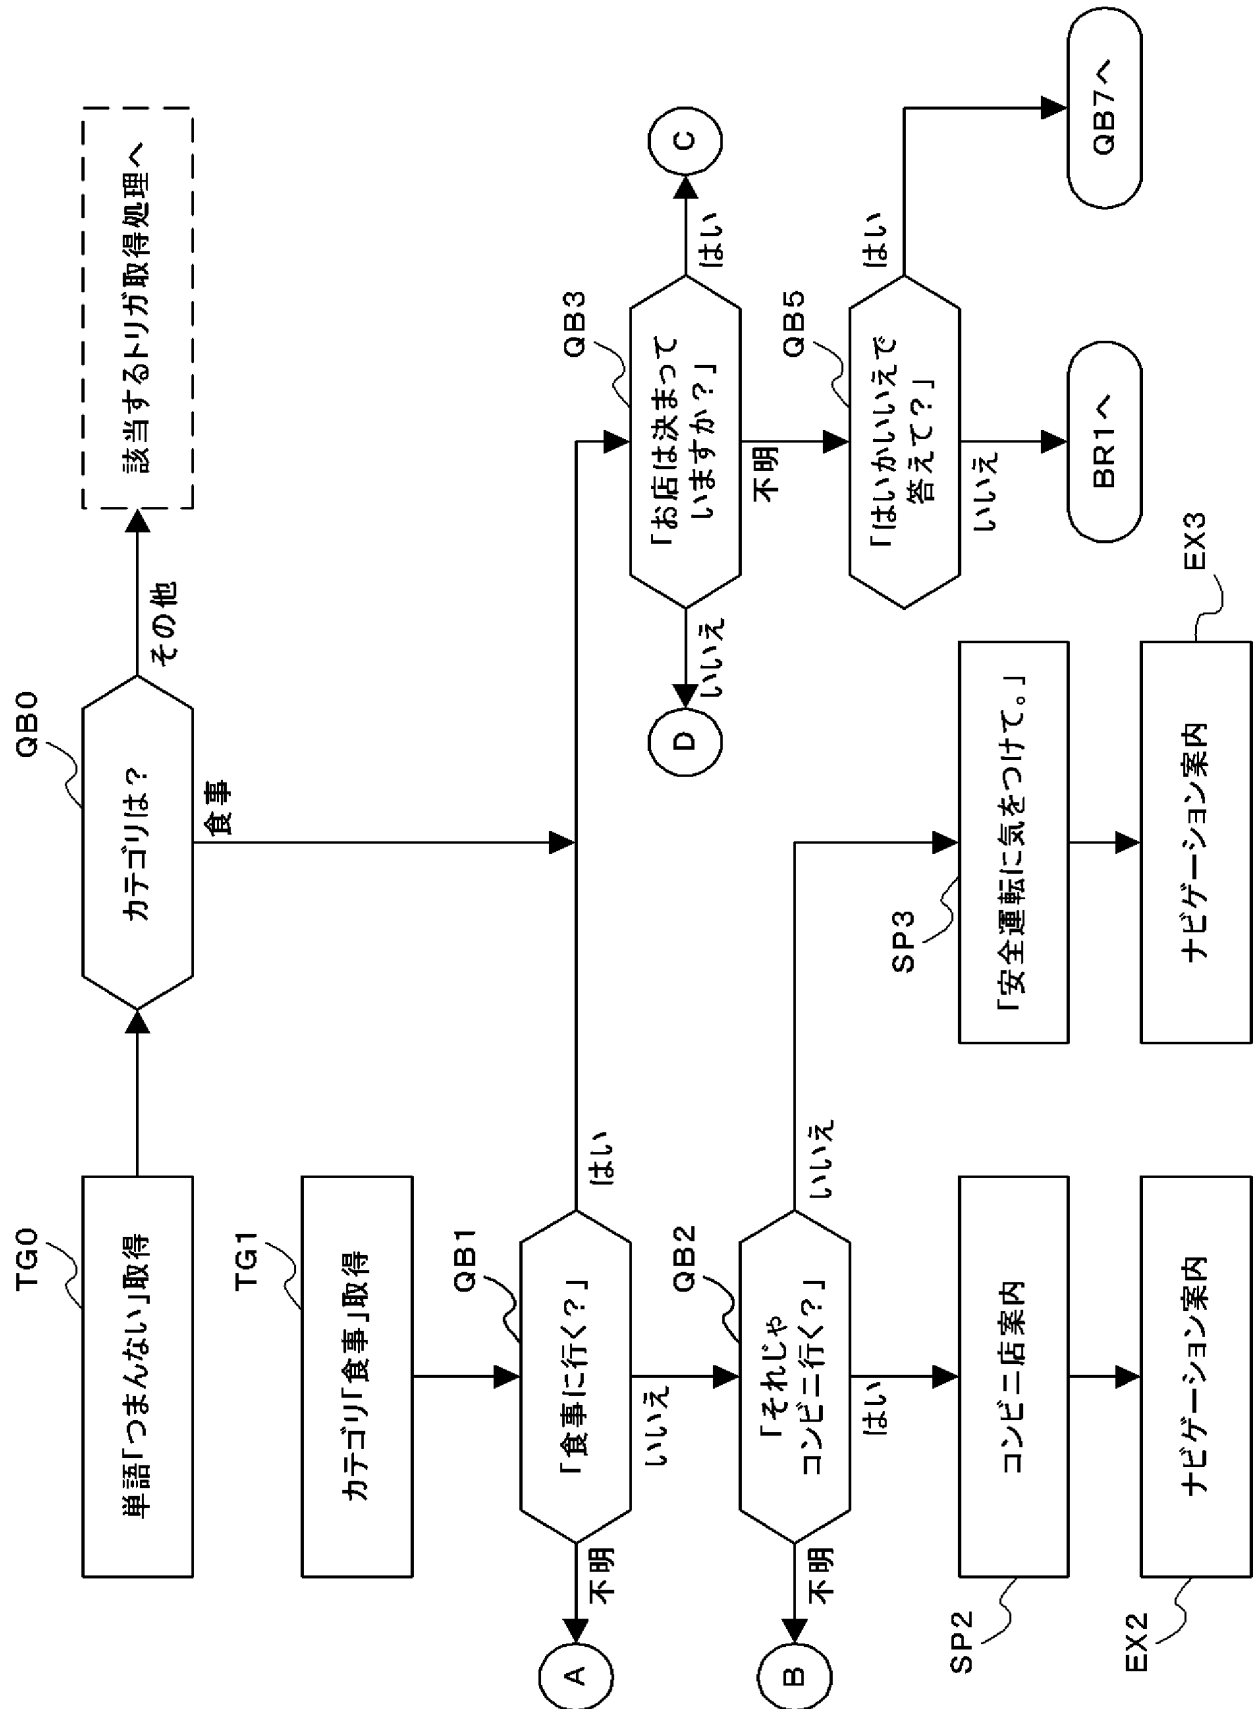 TG0
単語「つまんない」取得
QB0
カテゴリは？
その他
該当するトリガ取得処理へ
食事
TG1
カテゴリ「食事」取得
QB1
「食事に行く？」
不明
A
はい
いいえ
QB2
「それじゃ
コンビニ行く？」
不明
B
いいえ
はい
QB3
「お店は決まって
いますか？」
いいえ
D
はい
C
不明
QB5
「はいかいいえで
答えて？」
はい
いいえ
SP2
コンビニ店案内
SP3
「安全運転に気をつけて。」
BR1へ
QB7へ
EX2
ナビゲーション案内
EX3
ナビゲーション案内